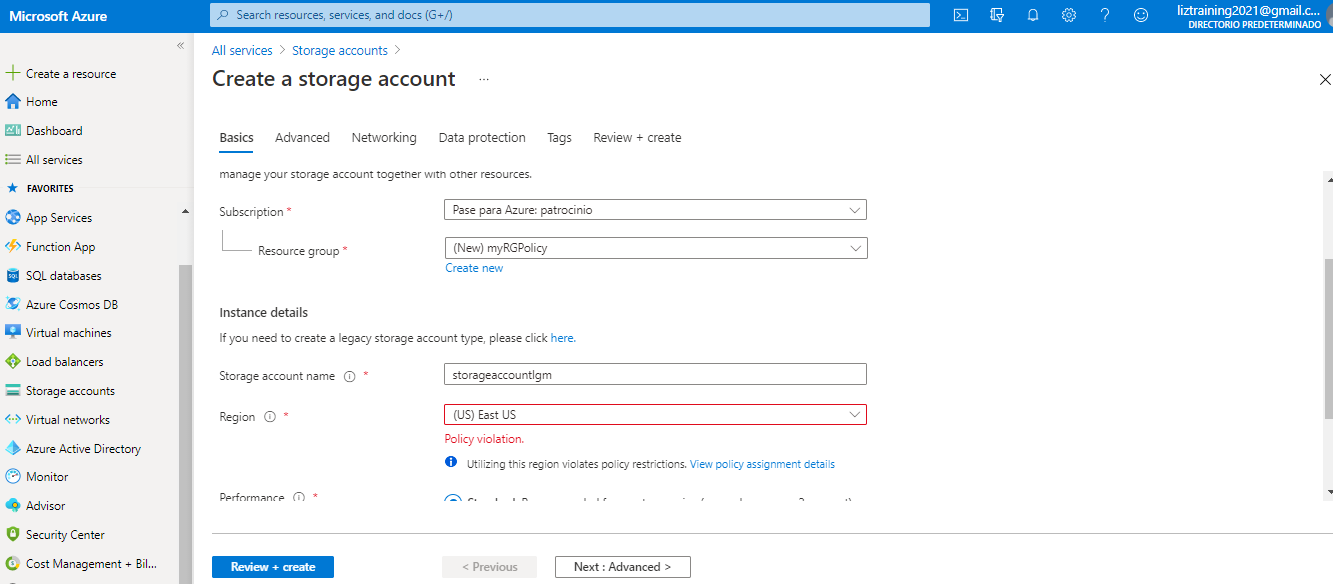 Microsoft Azure
Search resources, services, and docs (G+/)
liztraining2021@gmail.c...
DIRECTORIO PREDETERMINADO
Create a resource
Home
Dashboard
All services
FAVORITES
App Services
Function App
SQL databases
Azure Cosmos DB
Virtual machines
Load balancers
Storage accounts
Virtual networks
Azure Active Directory
Monitor
Advisor
Security Center
Cost Management + Bil...
All services > Storage accounts >
Create a storage account ...
Basics Advanced Networking Data protection Tags Review + create
manage your storage account together with other resources.
Subscription * Pase para Azure: patrocinio
Resource group * (New) myRGPolicy
Create new
Instance details
If you need to create a legacy storage account type, please click here.
Storage account name * storageaccountlgm
Region * (US) East US
Policy violation.
Utilizing this region violates policy restrictions. View policy assignment details
Performance *
Review + create < Previous Next : Advanced >